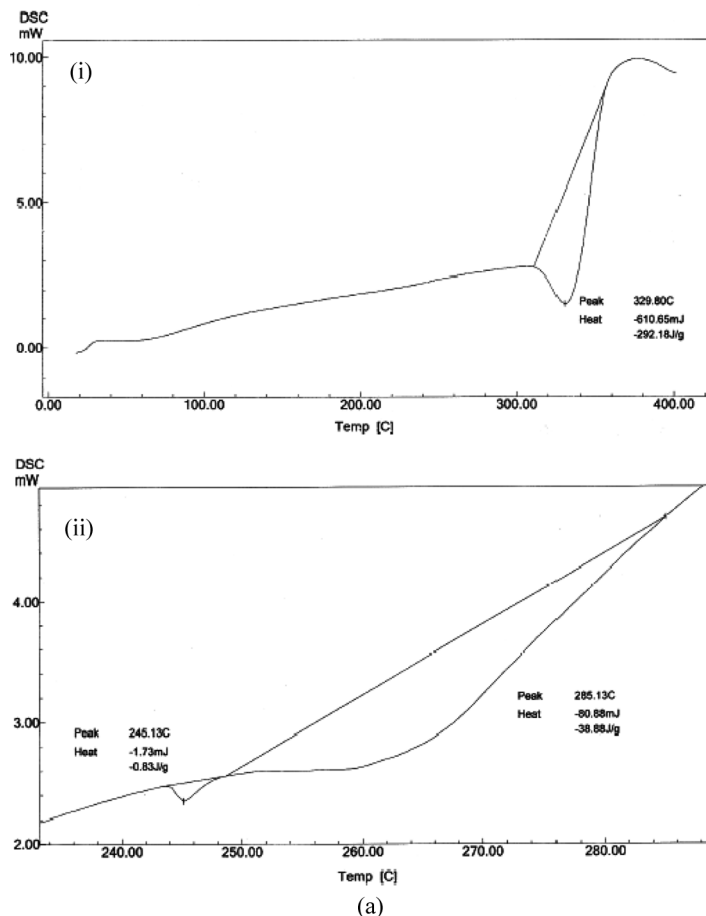 DSC
mW
(i)
10.00
5.00
0.00
Peak 329.80C
Heat -610.65mJ
-292.18J/g
0.00 100.00 200.00 300.00 400.00
Temp [C]
DSC
mW
(ii)
4.00
3.00
2.00
Peak 285.13C
Heat -80.88mJ
-38.88J/g
Peak 245.13C
Heat -1.73mJ
-0.83J/g
240.00 250.00 260.00 270.00 280.00
Temp [C]
(a)